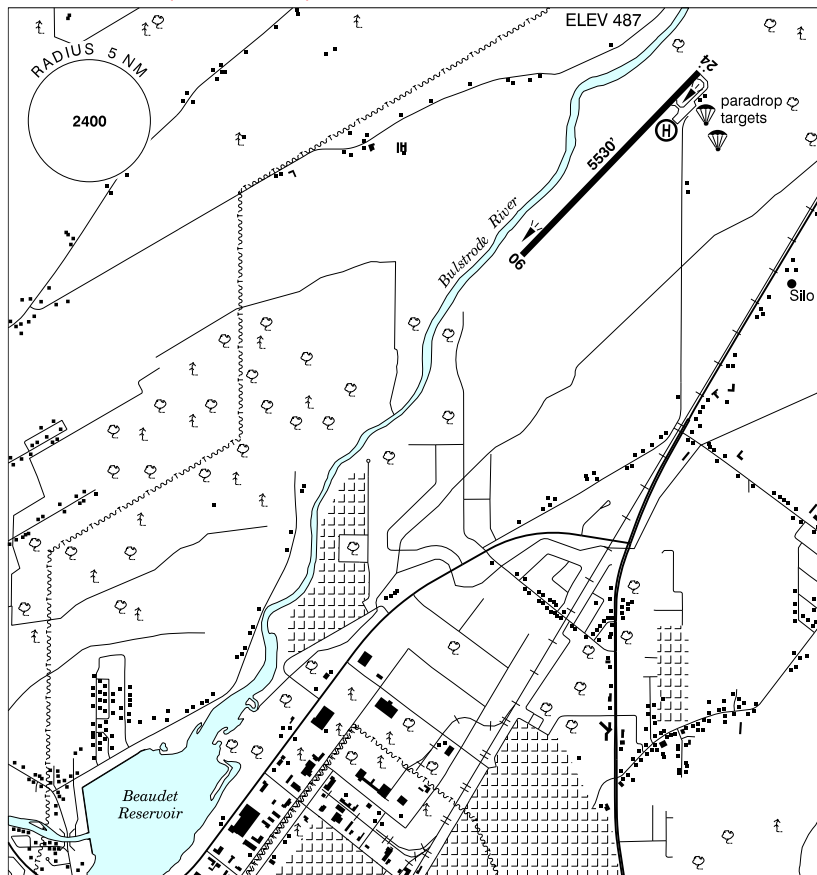 ELEV 487
RADIUS 5 NM
2400
24
paradrop
targets
H
5530'
06
Bulstrode River
Silo
Beaudet
Reservoir